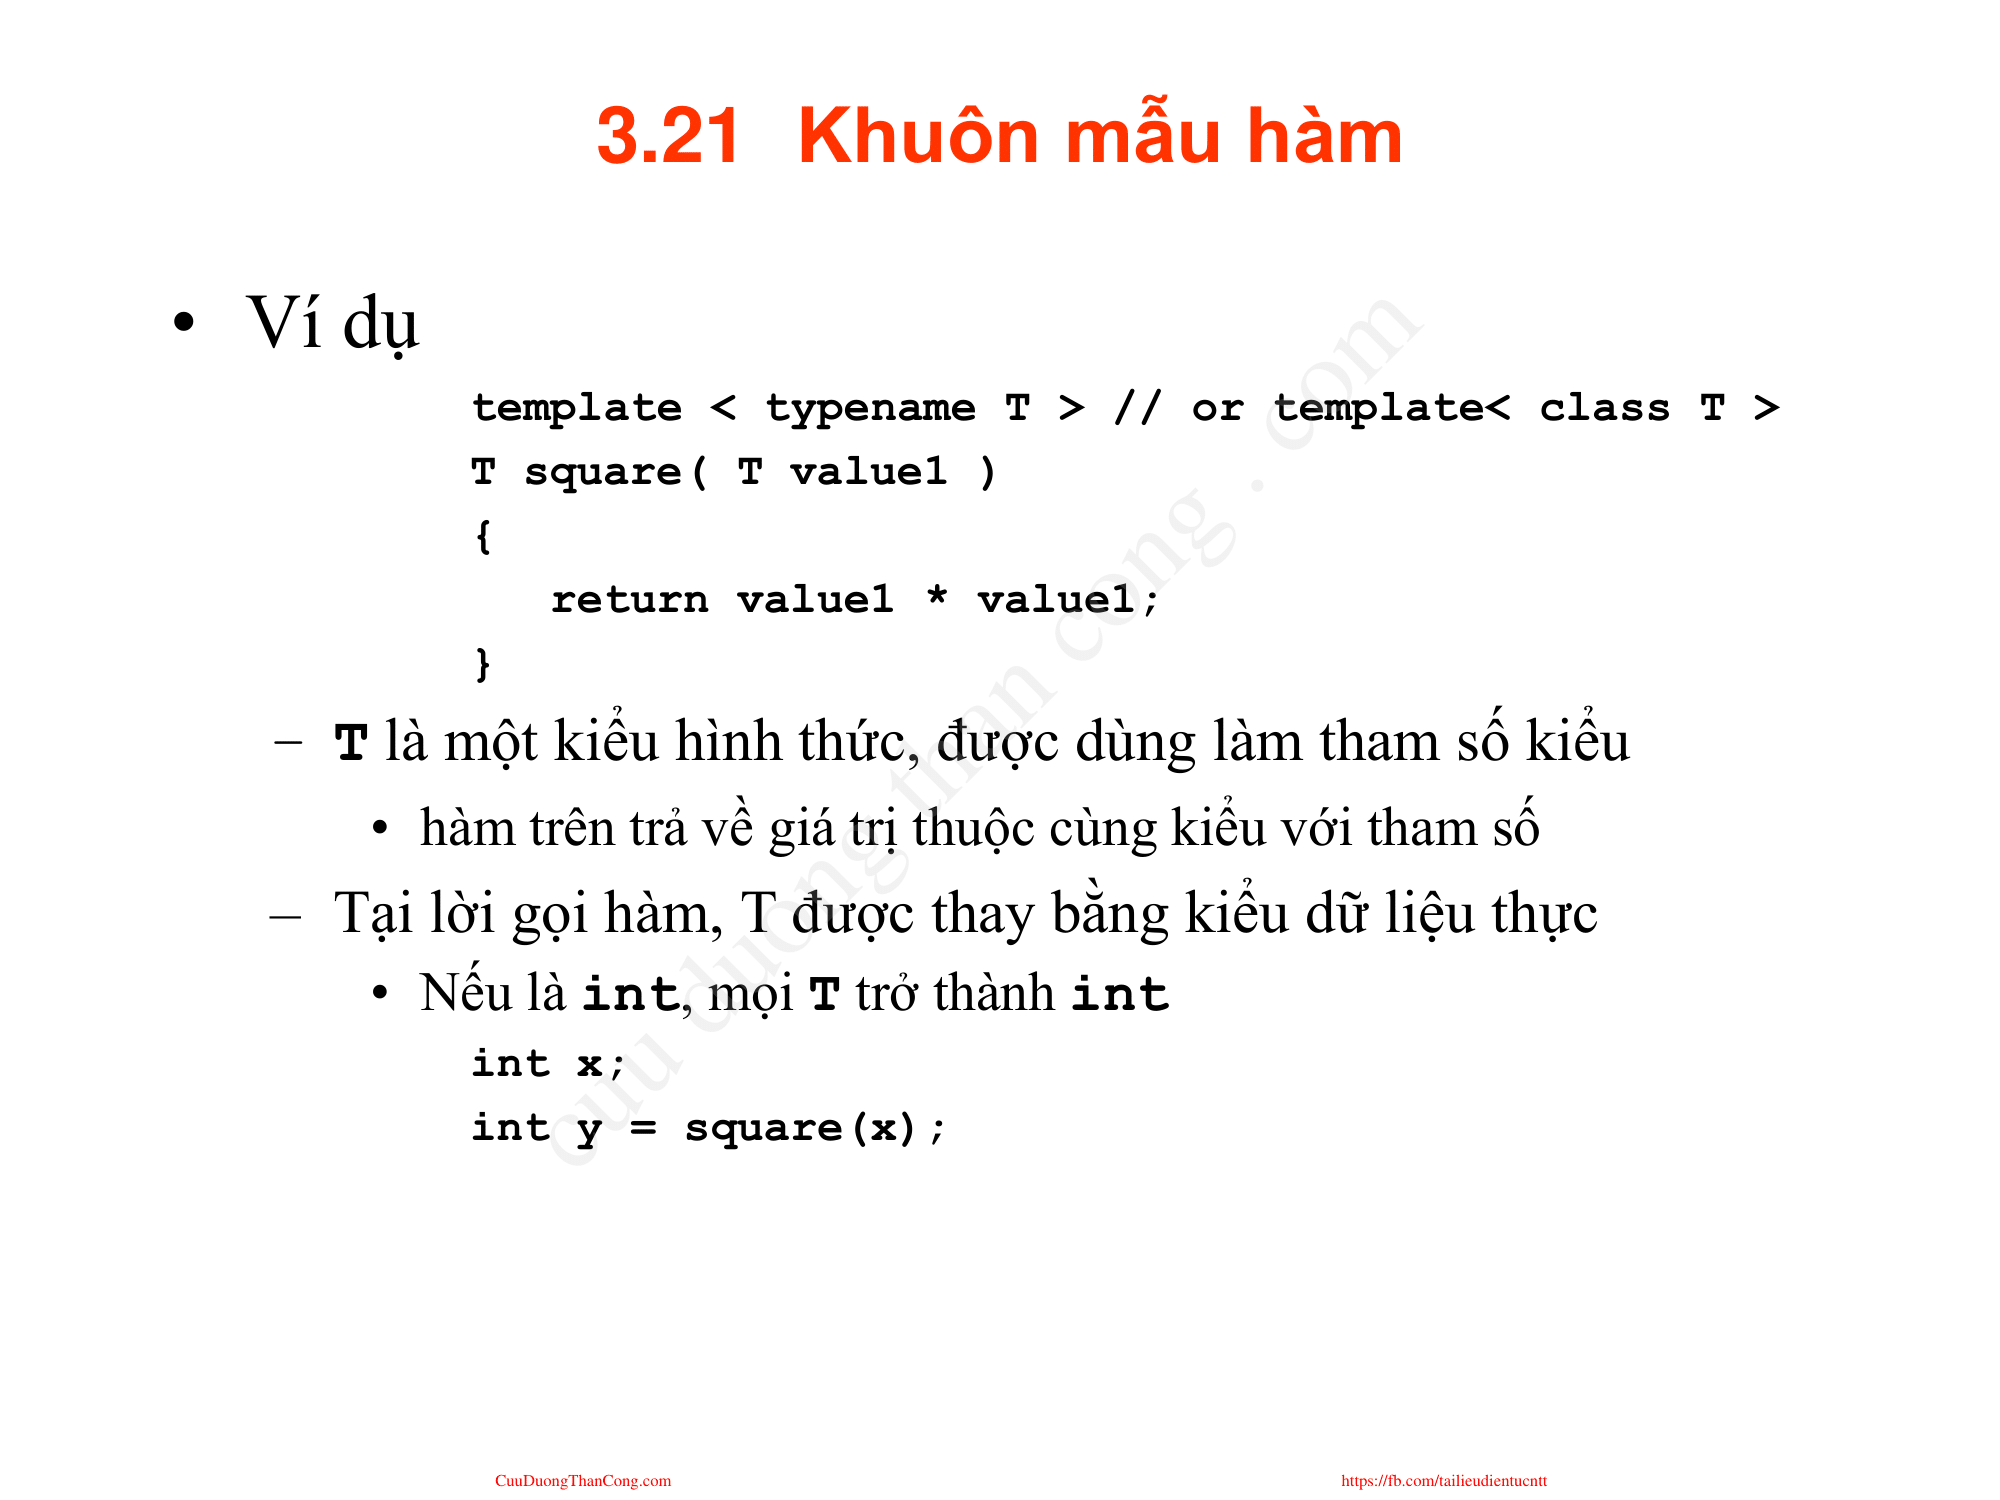 3.21 Khuôn mẫu hàm
• Ví dụ
template < typename T > // or template< class T >
T square( T value1 )
{
return value1 * value1;
}
– T là một kiểu hình thức, được dùng làm tham số kiểu
• hàm trên trả về giá trị thuộc cùng kiểu với tham số
– Tại lời gọi hàm, T được thay bằng kiểu dữ liệu thực
• Nếu là int, mọi T trở thành int
int x;
int y = square(x);
cuu duong than cong . com
CuuDuongThanCong.com
https://fb.com/tailieudientucntt